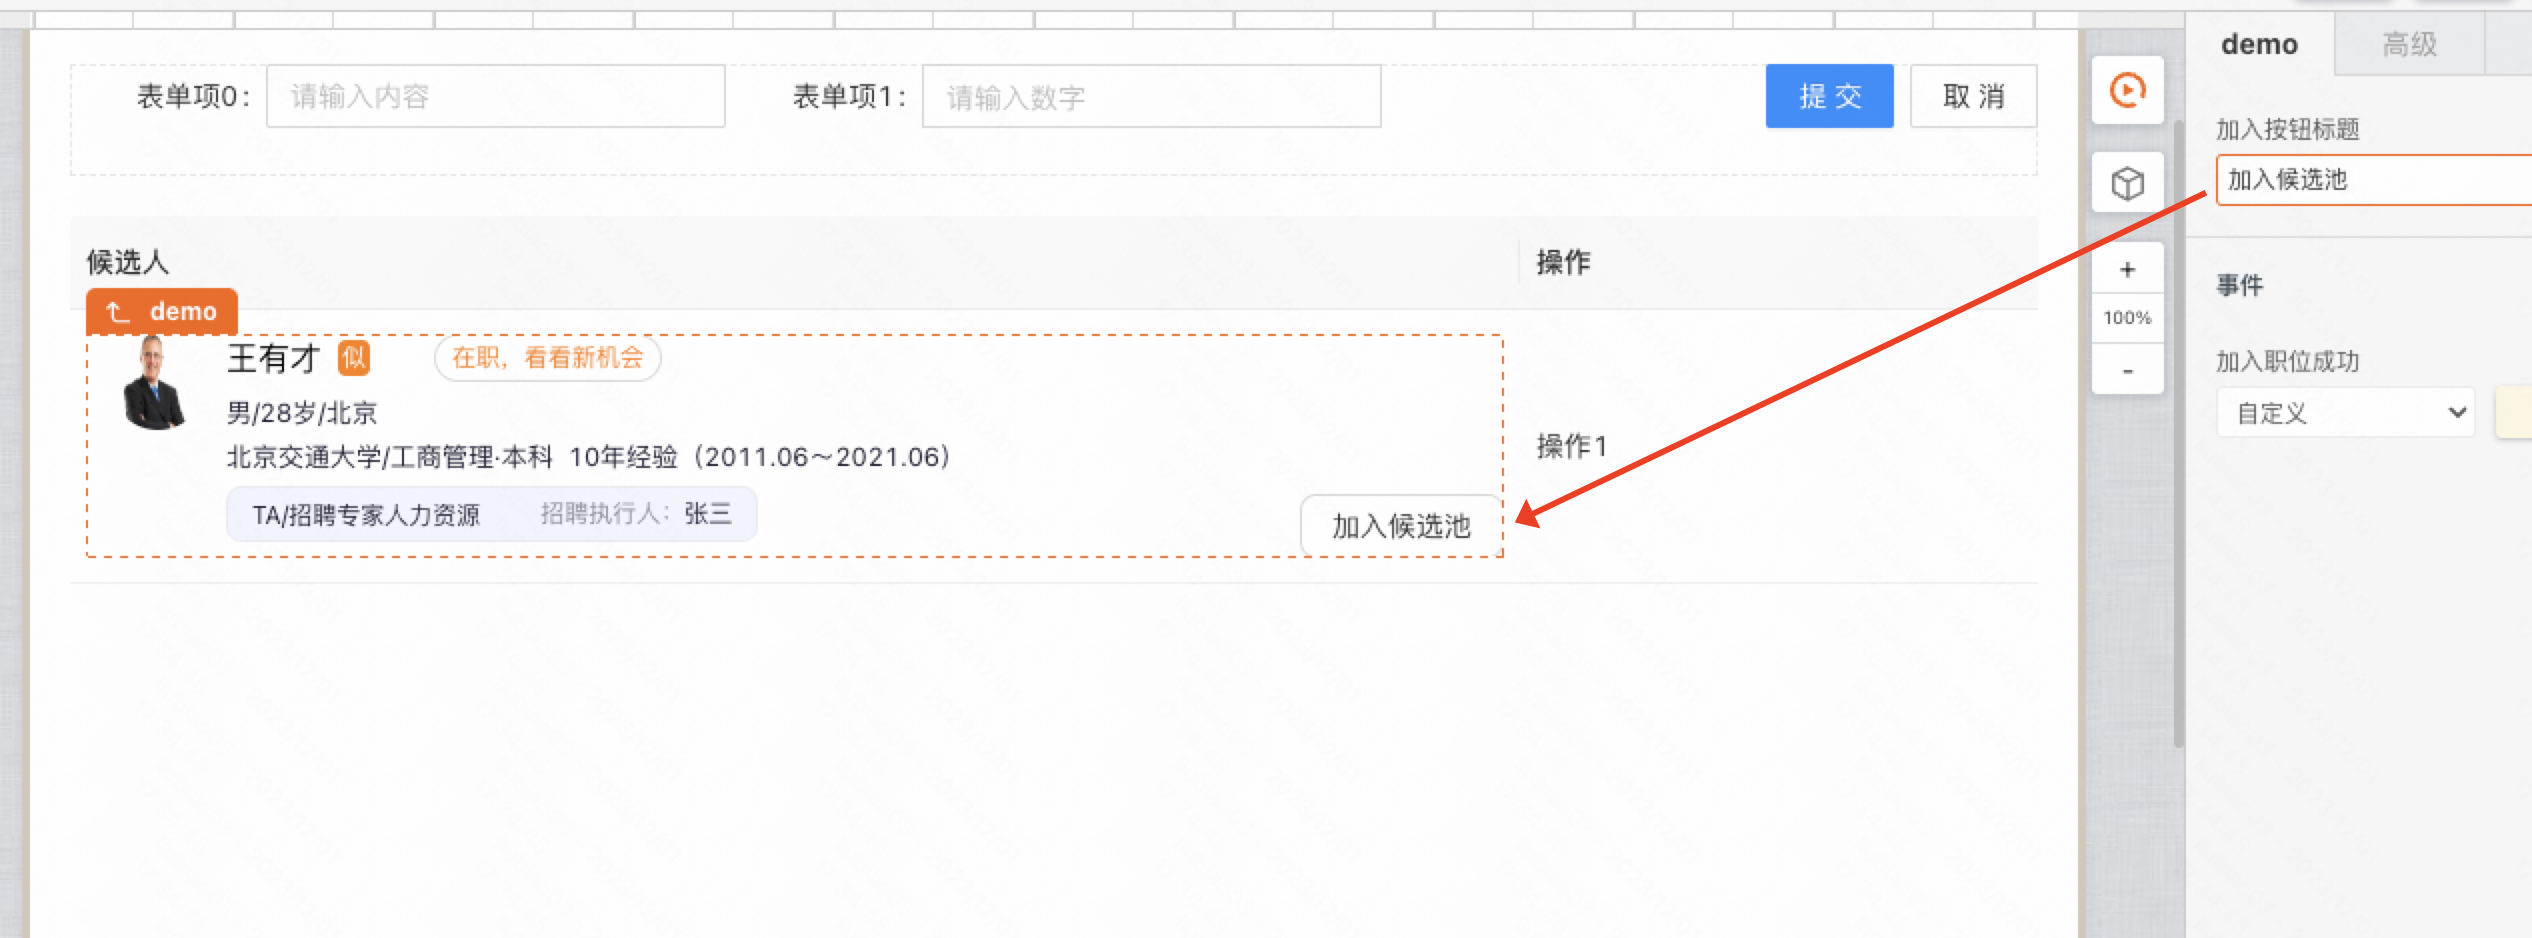 表单项0：
请输入内容
表单项1：
请输入数字
提 交
取 消
候选人
操作
demo
王有才 似 在职，看看新机会
男/28岁/北京
北京交通大学/工商管理·本科 10年经验（2011.06～2021.06）
TA/招聘专家人力资源 招聘执行人：张三
加入候选池
操作1
+
100%
-
demo
高级
加入按钮标题
加入候选池
事件
加入职位成功
自定义